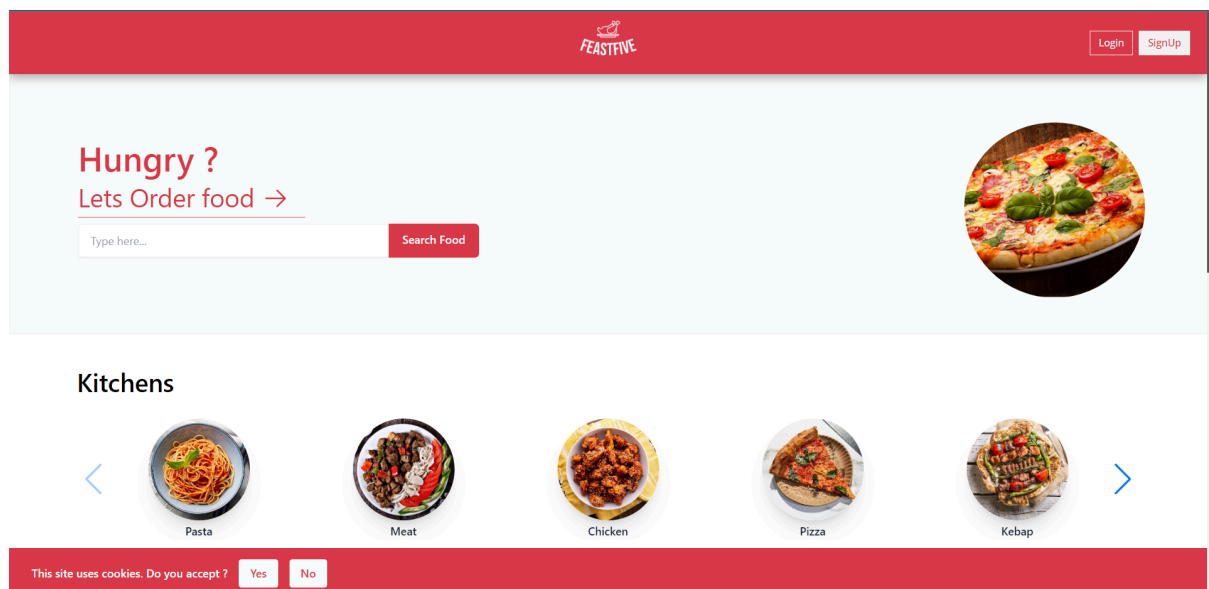 FEASTFIVE
Login
SignUp
Hungry ?
Lets Order food →
Type here...
Search Food
Kitchens
Pasta
Meat
Chicken
Pizza
Kebap
This site uses cookies. Do you accept ?
Yes
No